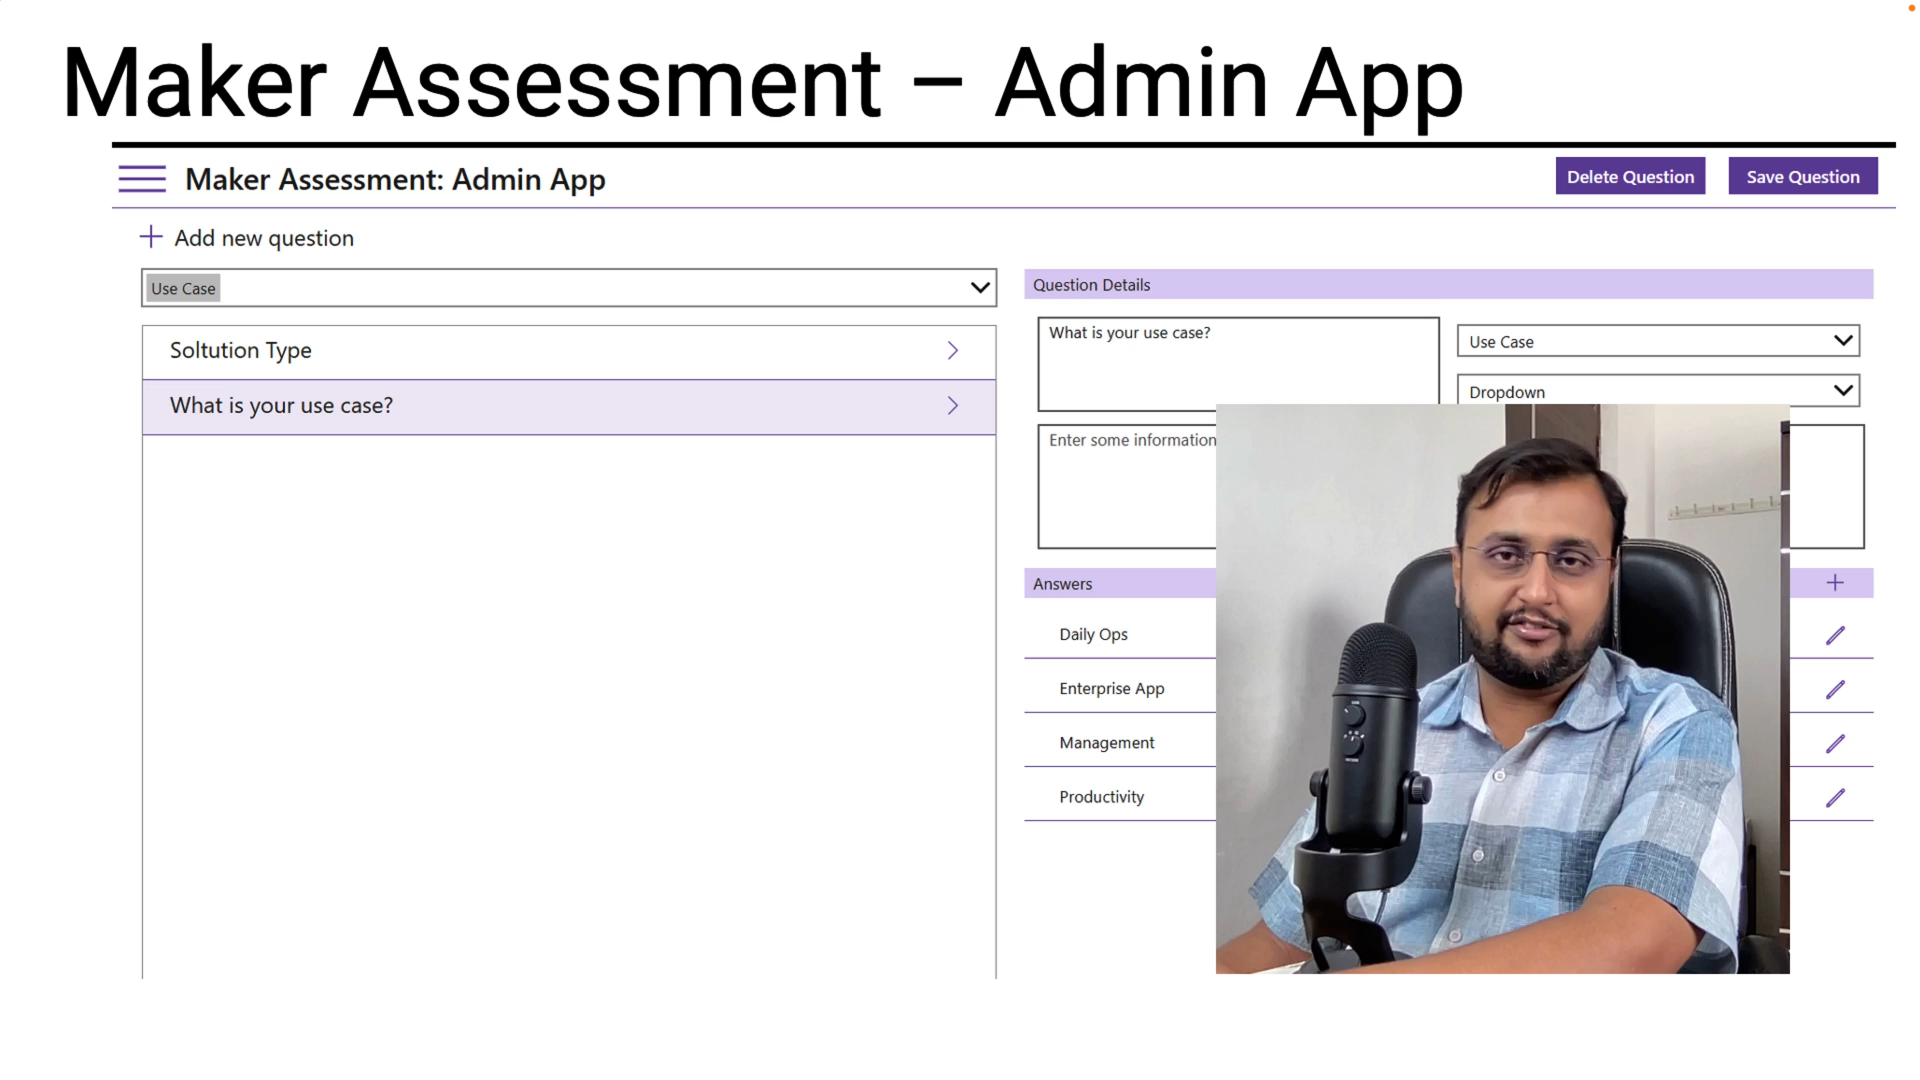 Maker Assessment – Admin App
Maker Assessment: Admin App
Delete Question
Save Question
Add new question
Use Case
Soltution Type
What is your use case?
Question Details
What is your use case?
Use Case
Dropdown
Enter some information
Answers
Daily Ops
Enterprise App
Management
Productivity